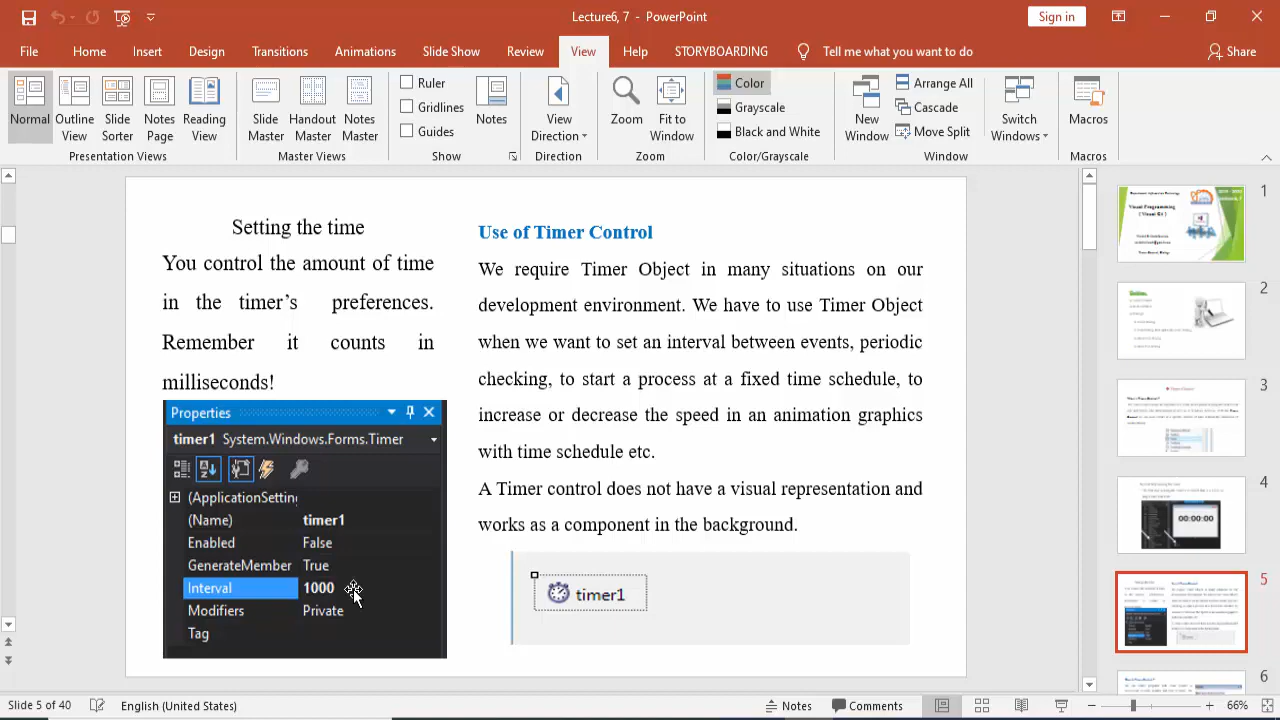 Lecture6, 7 - PowerPoint
Sign in
File Home Insert Design Transitions Animations Slide Show Review View Help STORYBOARDING Tell me what you want to do Share
Normal
Outline View
Slide Sorter
Notes Page
Reading View
Presentation Views
Slide Master
Handout Master
Notes Master
Master Views
Ruler
Gridlines
Guides
Show
Notes
View Direction
Direction
Zoom
Fit to Window
Zoom
Color
Grayscale
Black and White
Color/Grayscale
New Window
Arrange All
Cascade
Move Split
Window
Switch Windows
Macros
Macros
Setting the time
You control the amount of time
in the timer's preferences
Remember it counts in
milliseconds!
Properties
timer1 System.Windows.Forms.Timer
(ApplicationSetting
(Name) timer1
Enabled False
GenerateMember True
Interval 1000
Modifiers Private
Tag
Use of Timer Control
We require Timer Object in many situations on our
development environment. We have to use Timer Object
when we want to set an interval between events, periodic
checking, to start a process at a fixed time schedule, to
increase or decrease the speed in an animation graphics
with time schedule etc.
A Timer control does not have a visual representation and
works as a component in the background.
timer1
1
2
3
4
00:00:00
5
6
Slide 5 of 40
English (United States)
Notes
Comments
66%